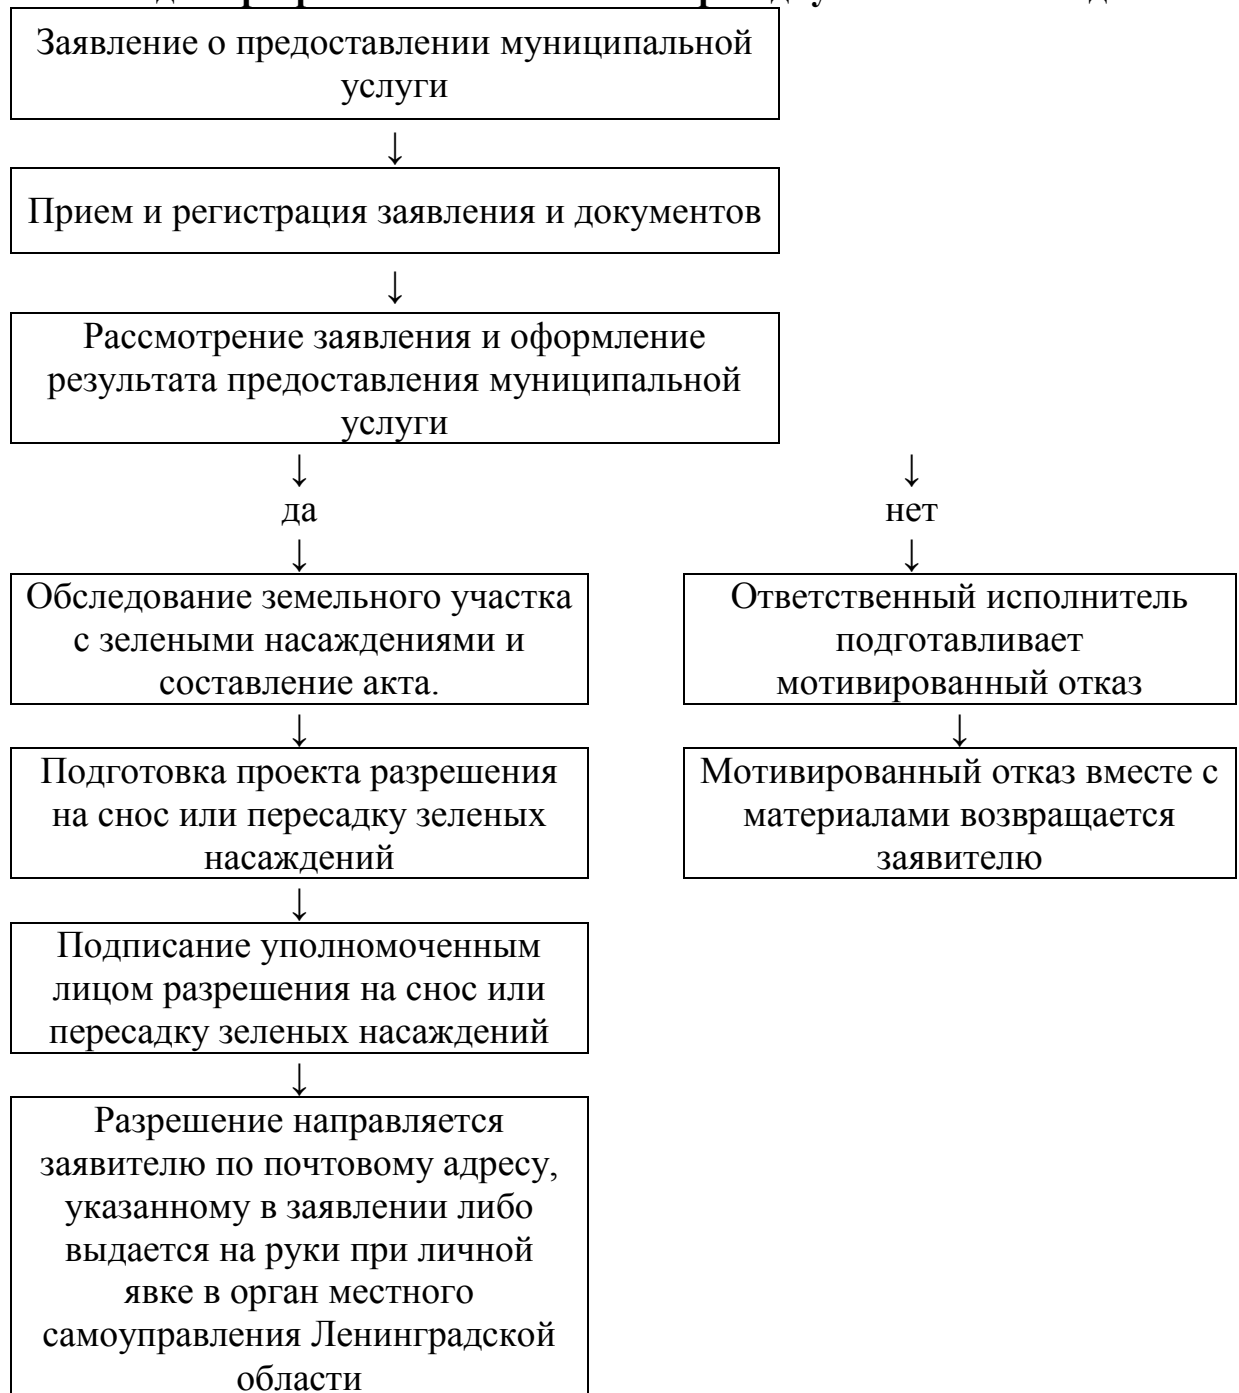 Заявление о предоставлении муниципальной
услуги
↓
Прием и регистрация заявления и документов
↓
Рассмотрение заявления и оформление
результата предоставления муниципальной
услуги
↓ ↓
да нет
↓ ↓
Обследование земельного участка
с зелеными насаждениями и
составление акта.
Ответственный исполнитель
подготавливает
мотивированный отказ
↓ ↓
Подготовка проекта разрешения
на снос или пересадку зеленых
насаждений
Мотивированный отказ вместе с
материалами возвращается
заявителю
↓
Подписание уполномоченным
лицом разрешения на снос или
пересадку зеленых насаждений
↓
Разрешение направляется
заявителю по почтовому адресу,
указанному в заявлении либо
выдается на руки при личной
явке в орган местного
самоуправления Ленинградской
области